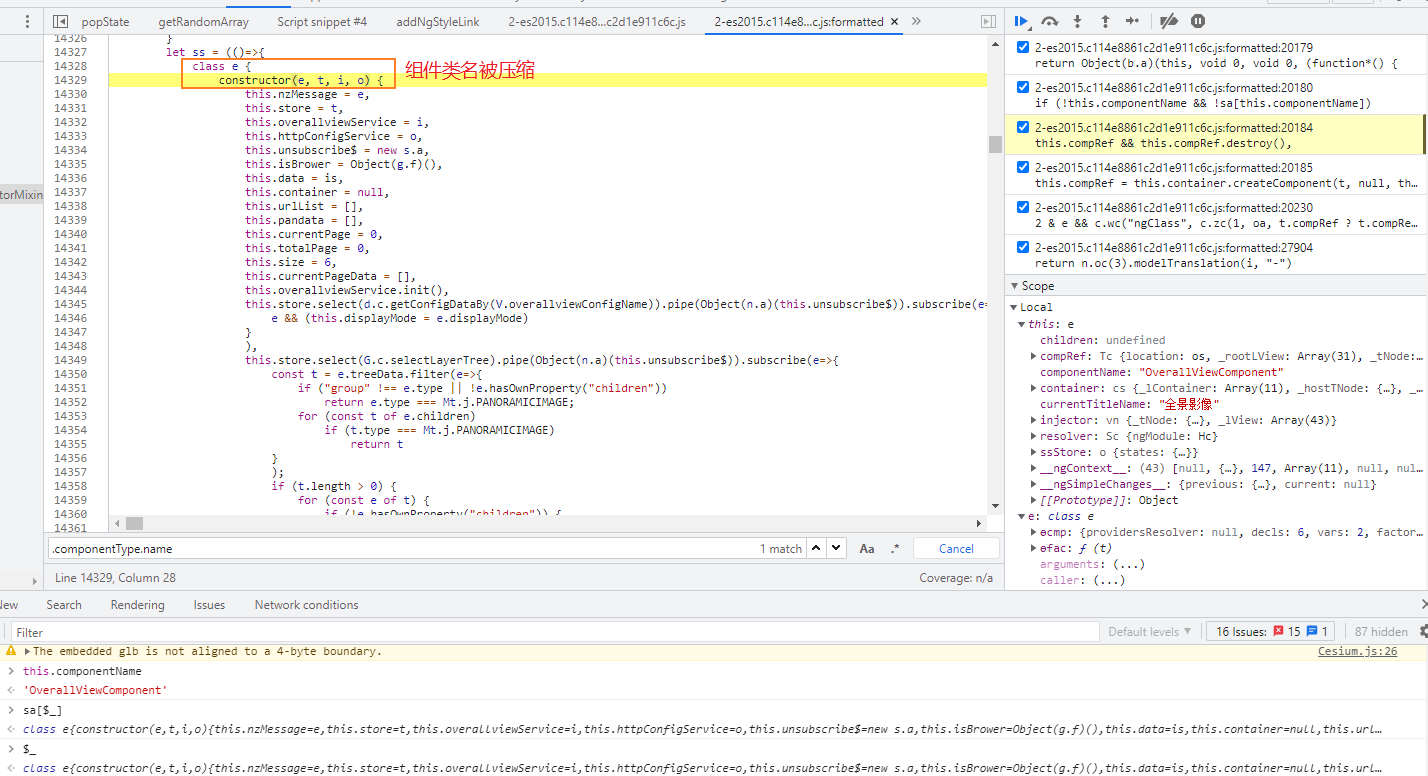 popState
getRandomArray
Script snippet #4
addNgStyleLink
2-es2015.c114e8...c2d1e911c6c.js
2-es2015.c114e8...c.js:formatted
14326 }
14327 let ss = (()=>{
14328 class e {
14329 constructor(e, t, i, o) {
组件类名被压缩
14330 this.nzMessage = e,
14331 this.store = t,
14332 this.overallviewService = i,
14333 this.httpConfigService = o,
14334 this.unsubscribe$ = new s.a,
14335 this.isBrower = Object(g.f)(),
14336 this.data = is,
14337 this.container = null,
14338 this.urlList = [],
14339 this.pandata = [],
14340 this.currentPage = 0,
14341 this.totalPage = 0,
14342 this.size = 6,
14343 this.currentPageData = [],
14344 this.overallviewService.init(),
14345 this.store.select(d.c.getConfigDataBy(V.overallviewConfigName)).pipe(Object(n.a)(this.unsubscribe$)).subscribe(e=
14346 e && (this.displayMode = e.displayMode)
14347 }
14348 ),
14349 this.store.select(G.c.selectLayerTree).pipe(Object(n.a)(this.unsubscribe$)).subscribe(e=>{
14350 const t = e.treeData.filter(e=>{
14351 if ("group" !== e.type || !e.hasOwnProperty("children"))
14352 return e.type === Mt.j.PANORAMICIMAGE;
14353 for (const t of e.children)
14354 if (t.type === Mt.j.PANORAMICIMAGE)
14355 return t
14356 }
14357 );
14358 if (t.length > 0) {
14359 for (const e of t) {
14360 if (!e.hasOwnProperty("children")) {
14361
torMixin
.componentType.name
1 match
Aa
.*
Cancel
Line 14329, Column 28
Coverage: n/a
2-es2015.c114e8861c2d1e911c6c.js:formatted:20179
return Object(b.a)(this, void 0, void 0, (function*() {
2-es2015.c114e8861c2d1e911c6c.js:formatted:20180
if (!this.componentName && !sa[this.componentName])
2-es2015.c114e8861c2d1e911c6c.js:formatted:20184
this.compRef && this.compRef.destroy(),
2-es2015.c114e8861c2d1e911c6c.js:formatted:20185
this.compRef = this.container.createComponent(t, null, th…
2-es2015.c114e8861c2d1e911c6c.js:formatted:20230
2 & e && c.wc("ngClass", c.zc(1, oa, t.compRef ? t.compRe…
2-es2015.c114e8861c2d1e911c6c.js:formatted:27904
return n.oc(3).modelTranslation(i, "-")
Scope
Local
this: e
children: undefined
compRef: Tc {location: os, _rootLView: Array(31), _tNode:…
componentName: "OverallViewComponent"
container: cs {_lContainer: Array(11), _hostTNode: {…}, _…
currentTitleName: "全景影像"
injector: vn {_tNode: {…}, _lView: Array(43)}
resolver: Sc {ngModule: Hc}
ssStore: o {states: {…}}
__ngContext__: (43) [null, {…}, 147, Array(11), null, nul…
__ngSimpleChanges__: {previous: {…}, current: null}
[[Prototype]]: Object
e: class e
ɵcmp: {providersResolver: null, decls: 6, vars: 2, factor…
ɵfac: ƒ (t)
arguments: (...)
caller: (...)
New
Search
Rendering
Issues
Network conditions
Filter
Default levels
16 Issues:
15
1
87 hidden
The embedded glb is not aligned to a 4-byte boundary.
Cesium.js:26
this.componentName
'OverallViewComponent'
sa[$_]
class e{constructor(e,t,i,o){this.nzMessage=e,this.store=t,this.overallviewService=i,this.httpConfigService=o,this.unsubscribe$=new s.a,this.isBrower=Object(g.f)(),this.data=is,this.container=null,this.url…
$_
class e{constructor(e,t,i,o){this.nzMessage=e,this.store=t,this.overallviewService=i,this.httpConfigService=o,this.unsubscribe$=new s.a,this.isBrower=Object(g.f)(),this.data=is,this.container=null,this.url…